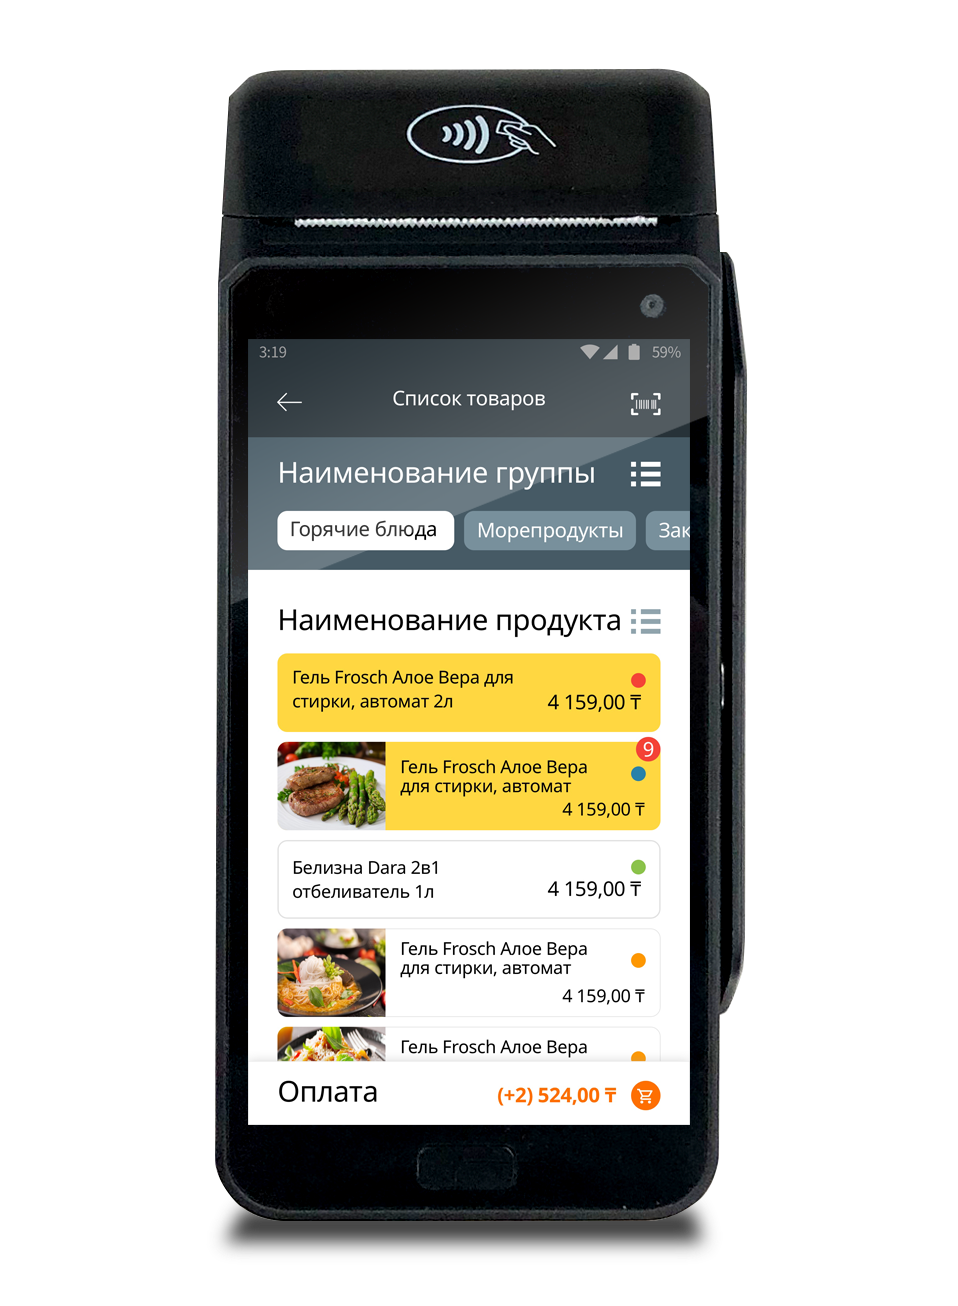 3:19
59%
Список товаров
Наименование группы
Горячие блюда
Морепродукты
Зак
Наименование продукта
Гель Frosch Алое Вера для
стирки, автомат 2л
4 159,00 ₸
9
Гель Frosch Алое Вера
для стирки, автомат
4 159,00 ₸
Белизна Dara 2в1
отбеливатель 1л
4 159,00 ₸
Гель Frosch Алое Вера
для стирки, автомат
4 159,00 ₸
Гель Frosch Алое Вера
Оплата
(+2) 524,00 ₸